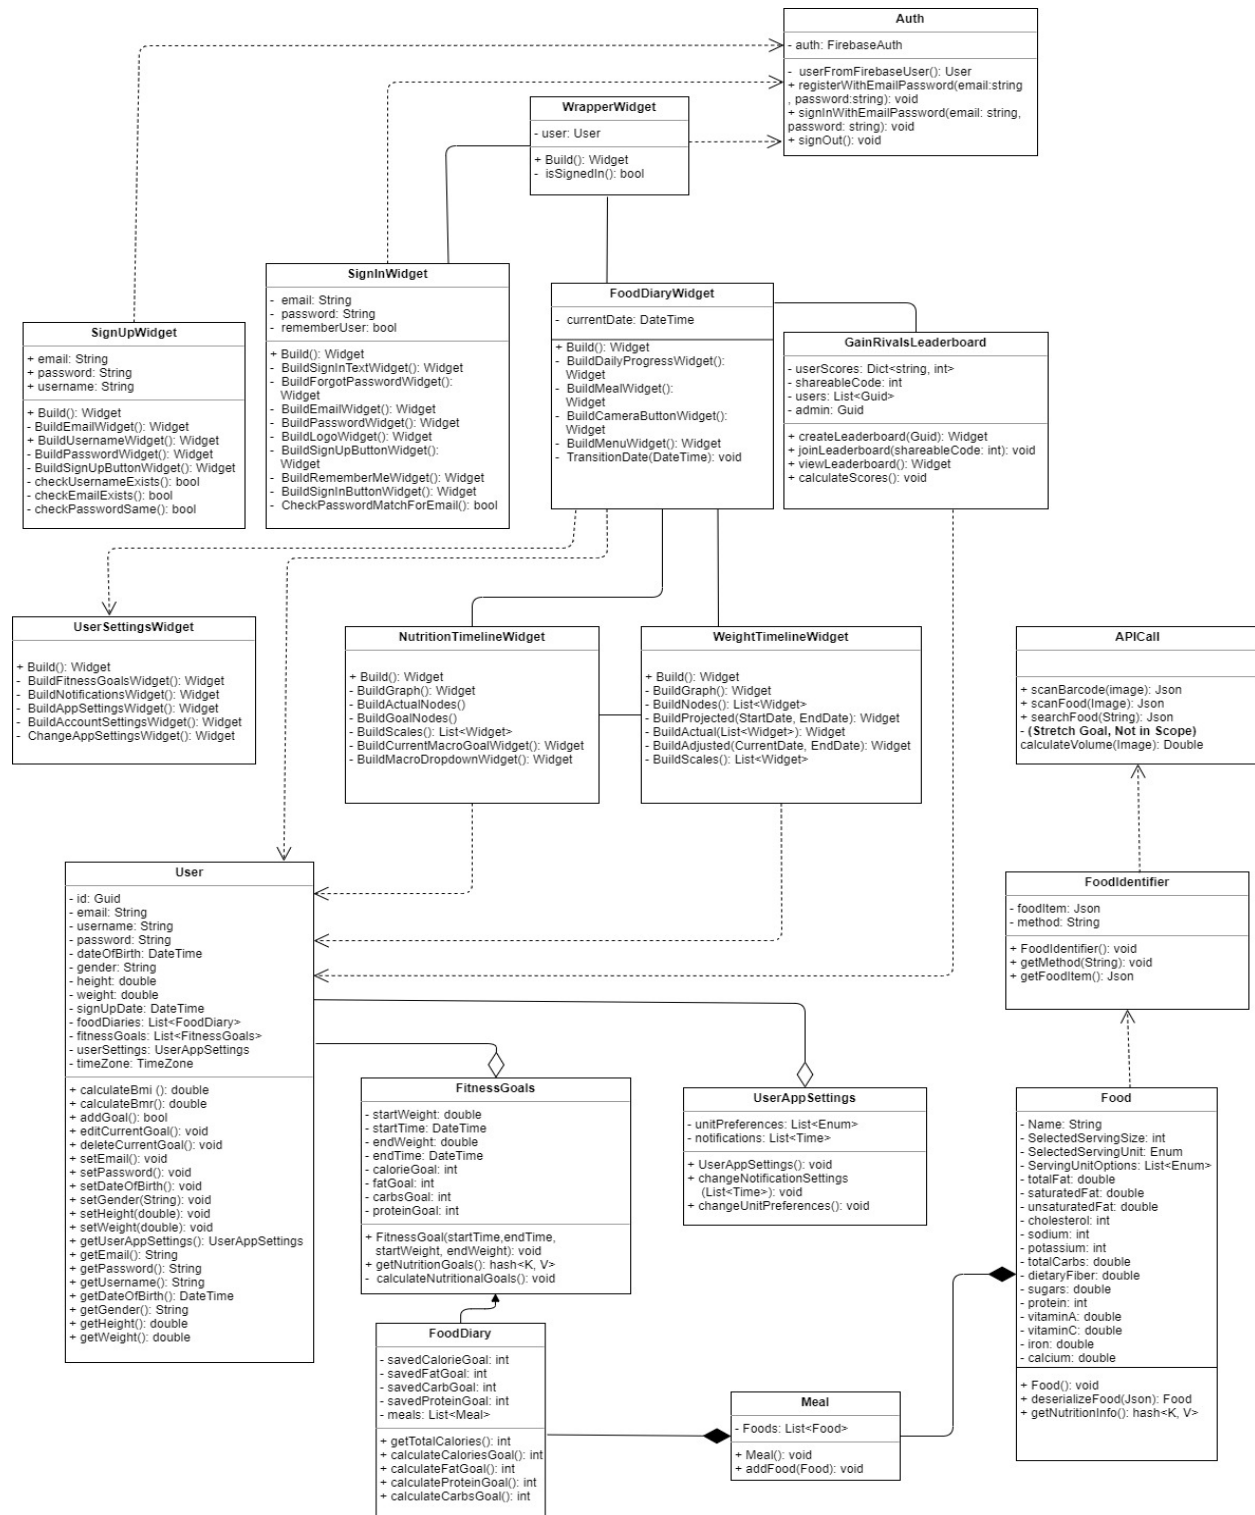 Auth
- auth: FirebaseAuth
- userFromFirebaseUser(): User
+ registerWithEmailPassword(email:string
, password:string): void
+ signInWithEmailPassword(email: string,
password: string): void
+ signOut(): void
WrapperWidget
- user: User
+ Build(): Widget
- isSignedIn(): bool
SignInWidget
- email: String
- password: String
- rememberUser: bool
+ Build(): Widget
- BuildSignInTextWidget(): Widget
- BuildForgotPasswordWidget():
Widget
- BuildEmailWidget(): Widget
- BuildPasswordWidget(): Widget
- BuildLogoWidget(): Widget
- BuildSignUpButtonWidget():
Widget
- BuildRememberMeWidget(): Widget
- BuildSignInButtonWidget(): Widget
- CheckPasswordMatchForEmail(): bool
FoodDiaryWidget
- currentDate: DateTime
+ Build(): Widget
- BuildDailyProgressWidget():
Widget
- BuildMealWidget():
Widget
- BuildCameraButtonWidget():
Widget
- BuildMenuWidget(): Widget
- TransitionDate(DateTime): void
SignUpWidget
+ email: String
+ password: String
+ username: String
+ Build(): Widget
- BuildEmailWidget(): Widget
+ BuildUsernameWidget(): Widget
- BuildPasswordWidget(): Widget
- BuildSignUpButtonWidget(): Widget
- checkUsernameExists(): bool
- checkEmailExists(): bool
- checkPasswordSame(): bool
GainRivalsLeaderboard
- userScores: Dict<string, int>
- shareableCode: int
- users: List<Guid>
- admin: Guid
+ createLeaderboard(Guid): Widget
+ joinLeaderboard(shareableCode: int): void
+ viewLeaderboard(): Widget
+ calculateScores(): void
UserSettingsWidget
+ Build(): Widget
- BuildFitnessGoalsWidget(): Widget
- BuildNotificationsWidget(): Widget
- BuildAppSettingsWidget(): Widget
- BuildAccountSettingsWidget(): Widget
- ChangeAppSettingsWidget(): Widget
NutritionTimelineWidget
+ Build(): Widget
- BuildGraph(): Widget
- BuildActualNodes()
- BuildGoalNodes()
- BuildScales(): List<Widget>
- BuildCurrentMacroGoalWidget(): Widget
- BuildMacroDropdownWidget(): Widget
WeightTimelineWidget
+ Build(): Widget
- BuildGraph(): Widget
- BuildNodes(): List<Widget>
- BuildProjected(StartDate, EndDate): Widget
- BuildActual(List<Widget>): Widget
- BuildAdjusted(CurrentDate, EndDate): Widget
- BuildScales(): List<Widget>
APICall
+ scanBarcode(image): Json
+ scanFood(Image): Json
+ searchFood(String): Json
- (Stretch Goal, Not in Scope)
calculateVolume(Image): Double
User
- id: Guid
- email: String
- username: String
- password: String
- dateOfBirth: DateTime
- gender: String
- height: double
- weight: double
- signUpDate: DateTime
- foodDiaries: List<FoodDiary>
- fitnessGoals: List<FitnessGoals>
- userSettings: UserAppSettings
- timeZone: TimeZone
+ calculateBmi (): double
+ calculateBmr(): double
+ addGoal(): bool
+ editCurrentGoal(): void
+ deleteCurrentGoal(): void
+ setEmail(): void
+ setPassword(): void
+ setDateOfBirth(): void
+ setGender(String): void
+ setHeight(double): void
+ setWeight(double): void
+ getUserAppSettings(): UserAppSettings
+ getEmail(): String
+ getPassword(): String
+ getUsername(): String
+ getDateOfBirth(): DateTime
+ getGender(): String
+ getHeight(): double
+ getWeight(): double
FoodIdentifier
- foodItem: Json
- method: String
+ FoodIdentifier(): void
+ getMethod(String): void
+ getFoodItem(): Json
FitnessGoals
- startWeight: double
- startTime: DateTime
- endWeight: double
- endTime: DateTime
- calorieGoal: int
- fatGoal: int
- carbsGoal: int
- proteinGoal: int
+ FitnessGoal(startTime,endTime,
startWeight, endWeight): void
+ getNutritionGoals(): hash<K, V>
- calculateNutritionalGoals(): void
UserAppSettings
- unitPreferences: List<Enum>
- notifications: List<Time>
+ UserAppSettings(): void
+ changeNotificationSettings
(List<Time>): void
+ changeUnitPreferences(): void
Food
- Name: String
- SelectedServingSize: int
- SelectedServingUnit: Enum
- ServingUnitOptions: List<Enum>
- totalFat: double
- saturatedFat: double
- unsaturatedFat: double
- cholesterol: int
- sodium: int
- potassium: int
- totalCarbs: double
- dietaryFiber: double
- sugars: double
- protein: int
- vitaminA: double
- vitaminC: double
- iron: double
- calcium: double
+ Food(): void
+ deserializeFood(Json): Food
+ getNutritionInfo(): hash<K, V>
FoodDiary
- savedCalorieGoal: int
- savedFatGoal: int
- savedCarbGoal: int
- savedProteinGoal: int
- meals: List<Meal>
+ getTotalCalories(): int
+ calculateCaloriesGoal(): int
+ calculateFatGoal(): int
+ calculateProteinGoal(): int
+ calculateCarbsGoal(): int
Meal
- Foods: List<Food>
+ Meal(): void
+ addFood(Food): void